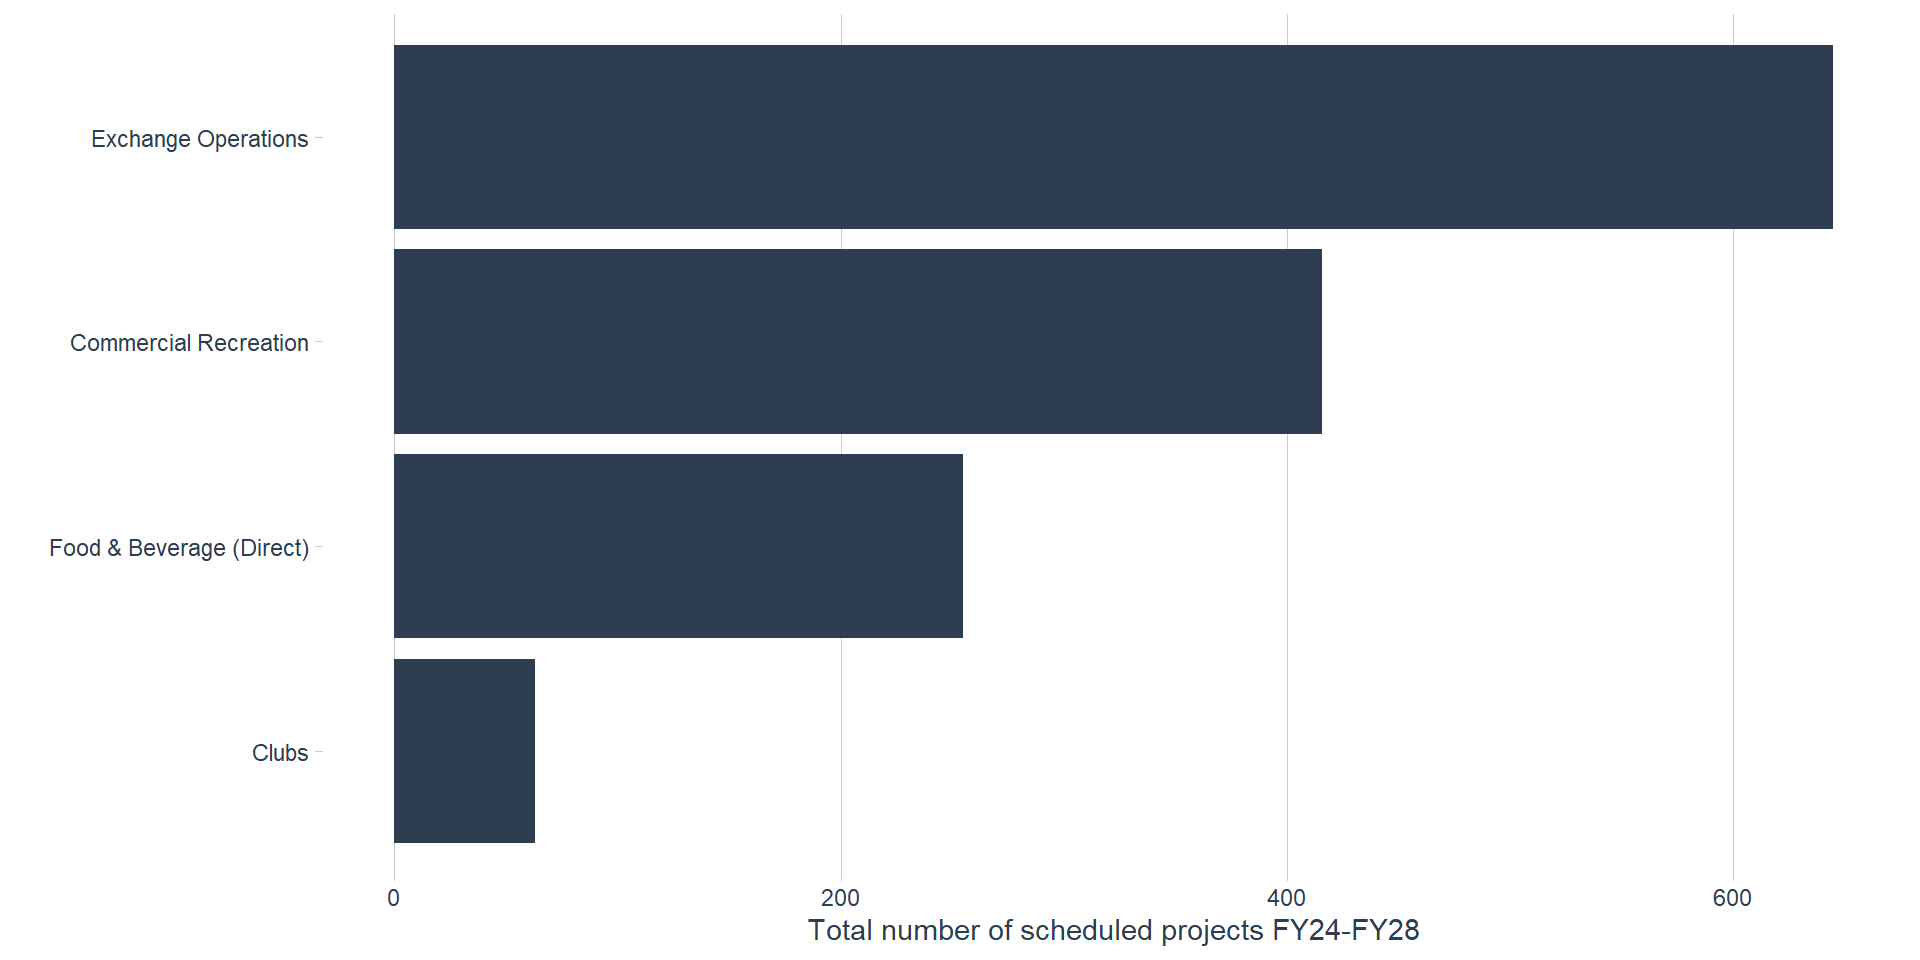 Exchange Operations
Commercial Recreation
Food & Beverage (Direct)
Clubs
0 200 400 600
Total number of scheduled projects FY24-FY28